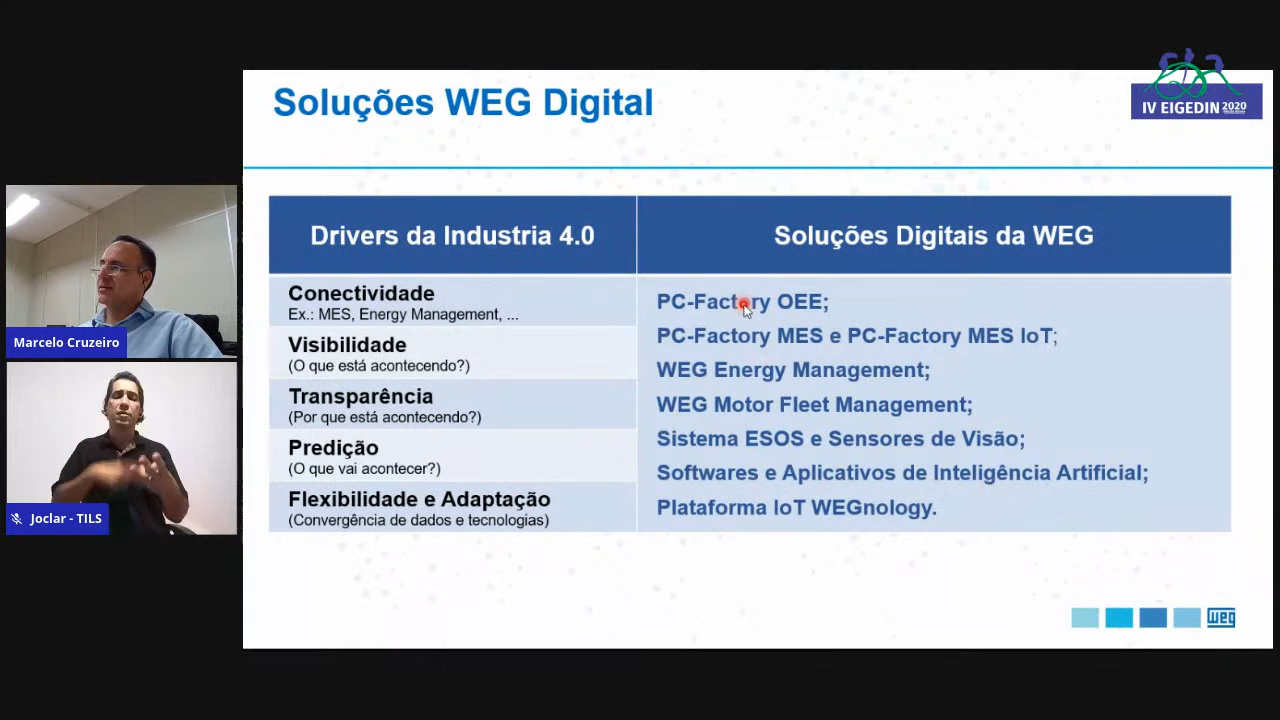 Soluções WEG Digital
IV EIGEDIN 2020
Drivers da Industria 4.0
Soluções Digitais da WEG
Conectividade
Ex.: MES, Energy Management, ...
Visibilidade
(O que está acontecendo?)
Transparência
(Por que está acontecendo?)
Predição
(O que vai acontecer?)
Flexibilidade e Adaptação
(Convergência de dados e tecnologias)
PC-Factory OEE;
PC-Factory MES e PC-Factory MES IoT;
WEG Energy Management;
WEG Motor Fleet Management;
Sistema ESOS e Sensores de Visão;
Softwares e Aplicativos de Inteligência Artificial;
Plataforma IoT WEGnology.
Marcelo Cruzeiro
Joclar - TILS
weg